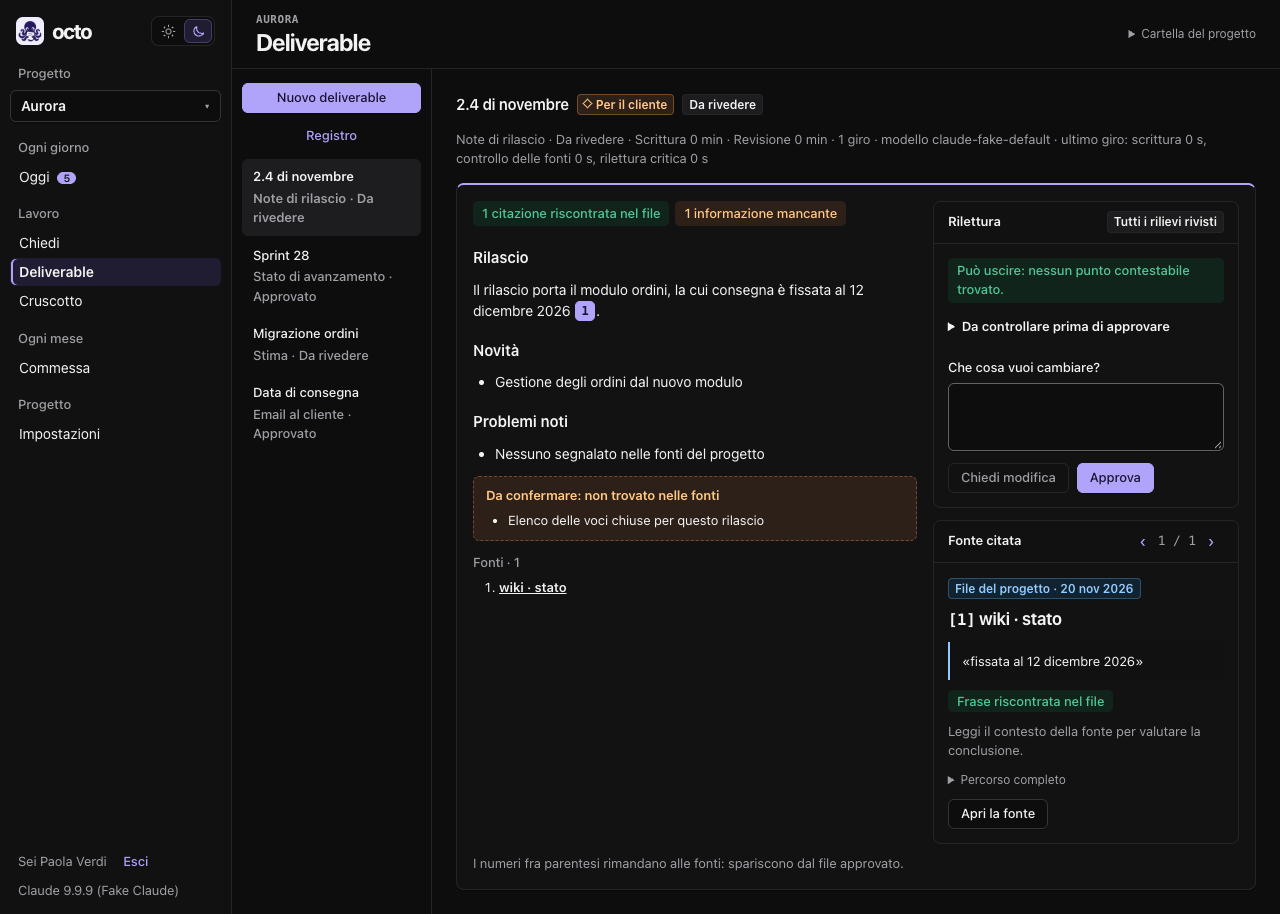 octo
Progetto
Aurora
Ogni giorno
Oggi 5
Lavoro
Chiedi
Deliverable
Cruscotto
Ogni mese
Commessa
Progetto
Impostazioni
Sei Paola Verdi Esci
Claude 9.9.9 (Fake Claude)
AURORA
Deliverable
Cartella del progetto
Nuovo deliverable
Registro
2.4 di novembre
Note di rilascio · Da
rivedere
Sprint 28
Stato di avanzamento ·
Approvato
Migrazione ordini
Stima · Da rivedere
Data di consegna
Email al cliente ·
Approvato
2.4 di novembre Per il cliente Da rivedere
Note di rilascio · Da rivedere · Scrittura 0 min · Revisione 0 min · 1 giro · modello claude-fake-default · ultimo giro: scrittura 0 s,
controllo delle fonti 0 s, rilettura critica 0 s
1 citazione riscontrata nel file 1 informazione mancante
Rilascio
Il rilascio porta il modulo ordini, la cui consegna è fissata al 12
dicembre 2026 1.
Novità
• Gestione degli ordini dal nuovo modulo
Problemi noti
• Nessuno segnalato nelle fonti del progetto
Da confermare: non trovato nelle fonti
• Elenco delle voci chiuse per questo rilascio
Fonti · 1
1. wiki · stato
I numeri fra parentesi rimandano alle fonti: spariscono dal file approvato.
Rilettura Tutti i rilievi rivisti
Può uscire: nessun punto contestabile
trovato.
Da controllare prima di approvare
Che cosa vuoi cambiare?
Chiedi modifica Approva
Fonte citata ‹ 1 / 1 ›
File del progetto · 20 nov 2026
[1] wiki · stato
«fissata al 12 dicembre 2026»
Frase riscontrata nel file
Leggi il contesto della fonte per valutare la
conclusione.
Percorso completo
Apri la fonte